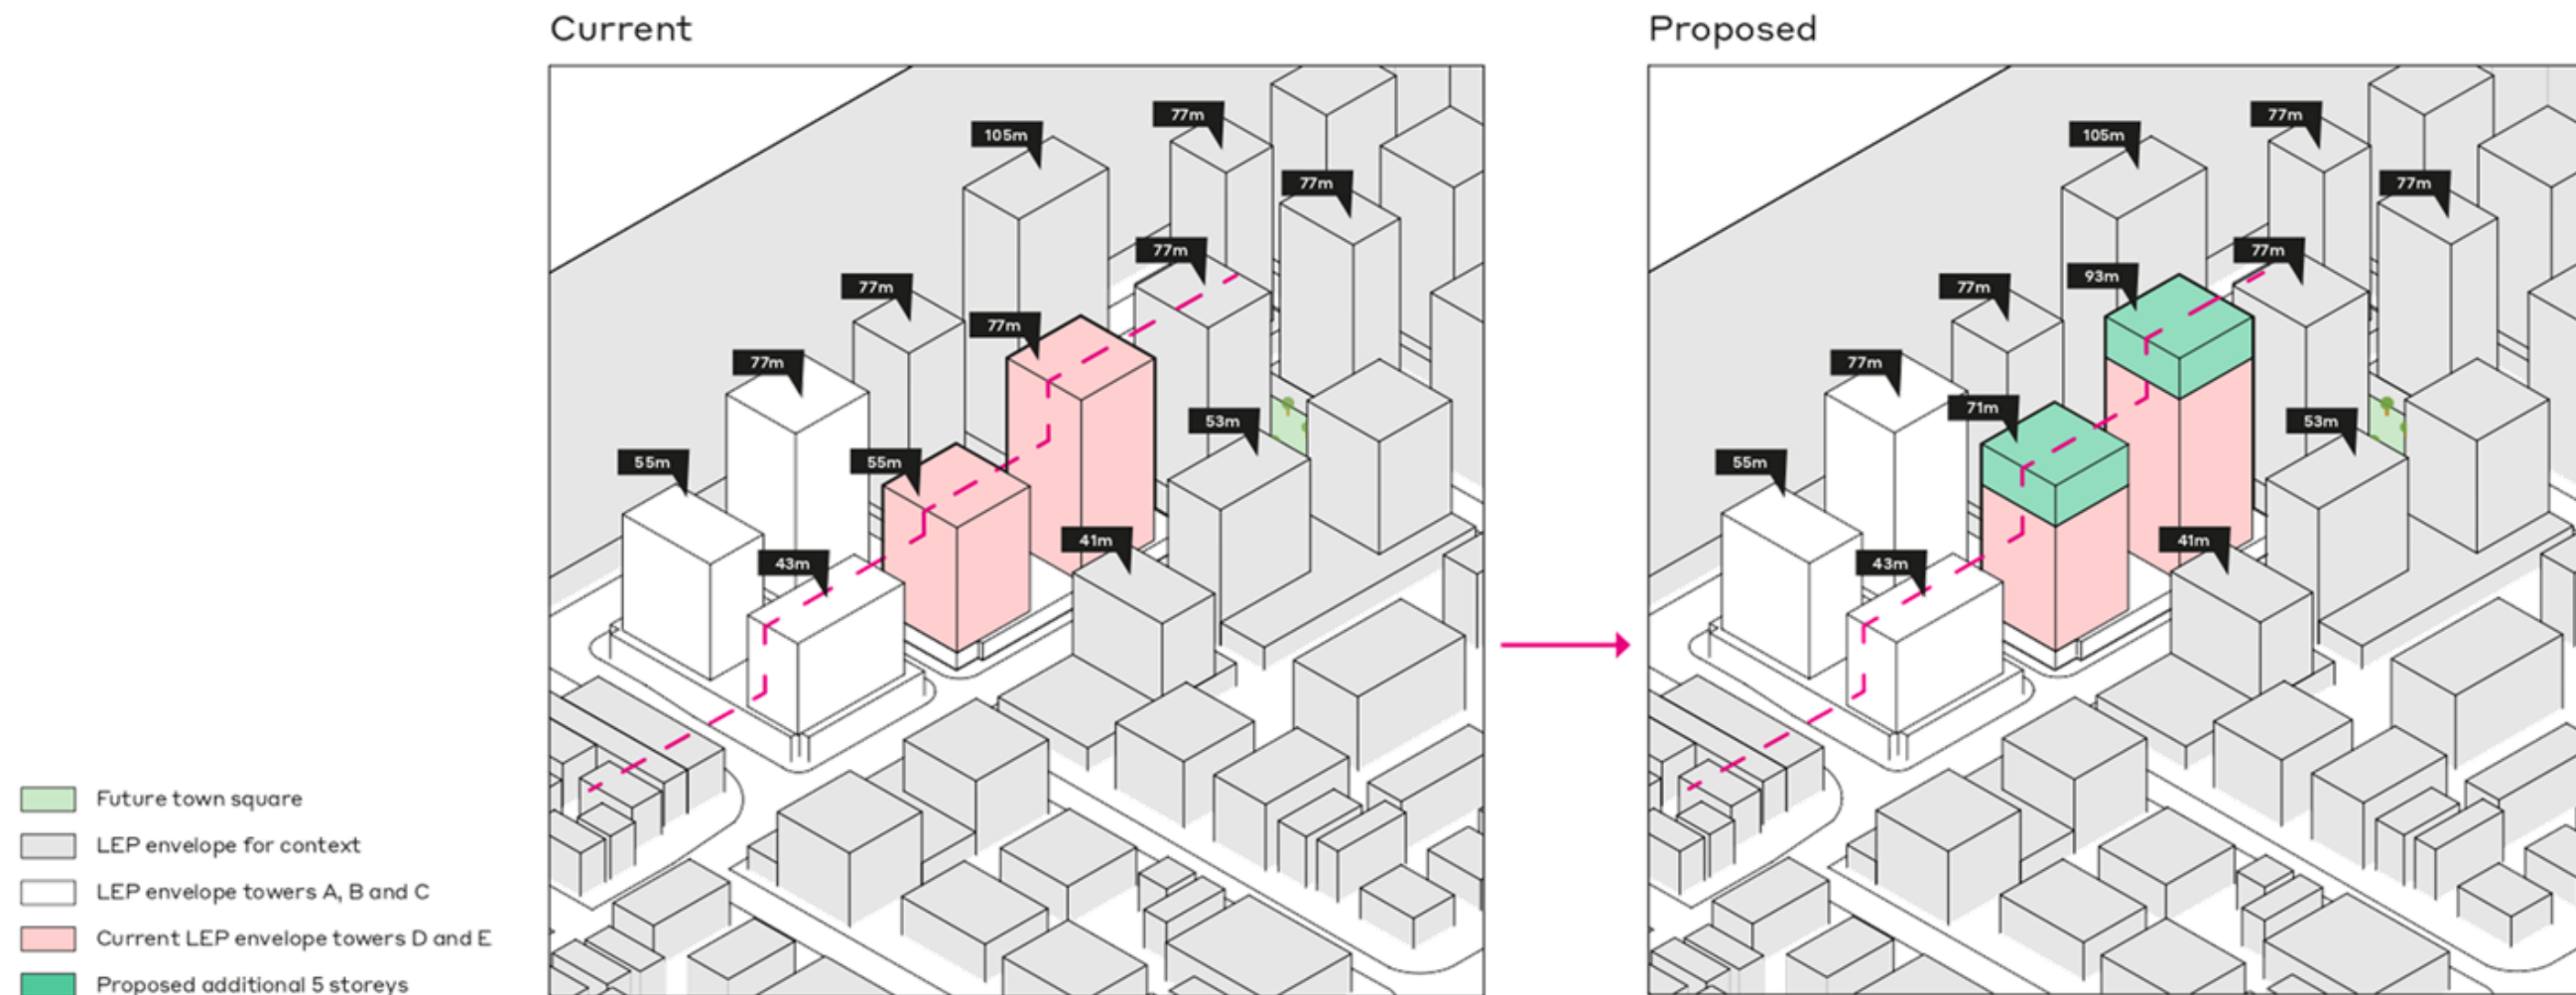 Current
Proposed
105m
77m
77m
77m
77m
77m
77m
55m
55m
53m
41m
43m
105m
77m
77m
77m
93m
77m
77m
71m
53m
55m
41m
43m
Future town square
LEP envelope for context
LEP envelope towers A, B and C
Current LEP envelope towers D and E
Proposed additional 5 storeys